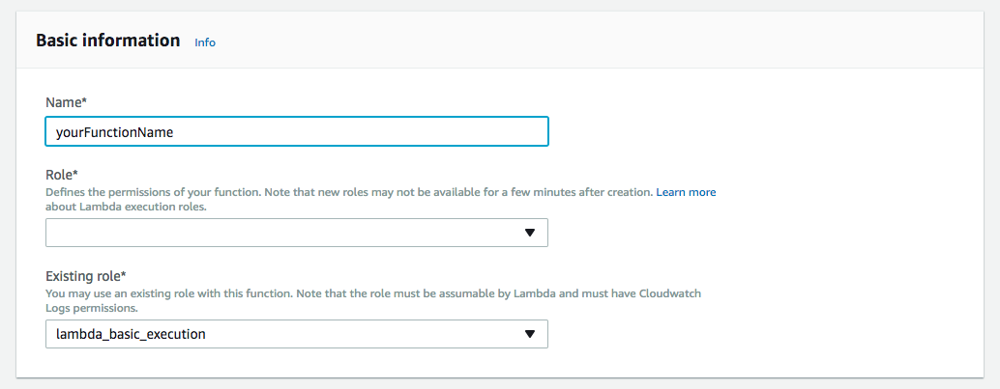 Basic information Info
Name*
yourFunctionName
Role*
Defines the permissions of your function. Note that new roles may not be available for a few minutes after creation. Learn more
about Lambda execution roles.
Existing role*
You may use an existing role with this function. Note that the role must be assumable by Lambda and must have Cloudwatch
Logs permissions.
lambda_basic_execution